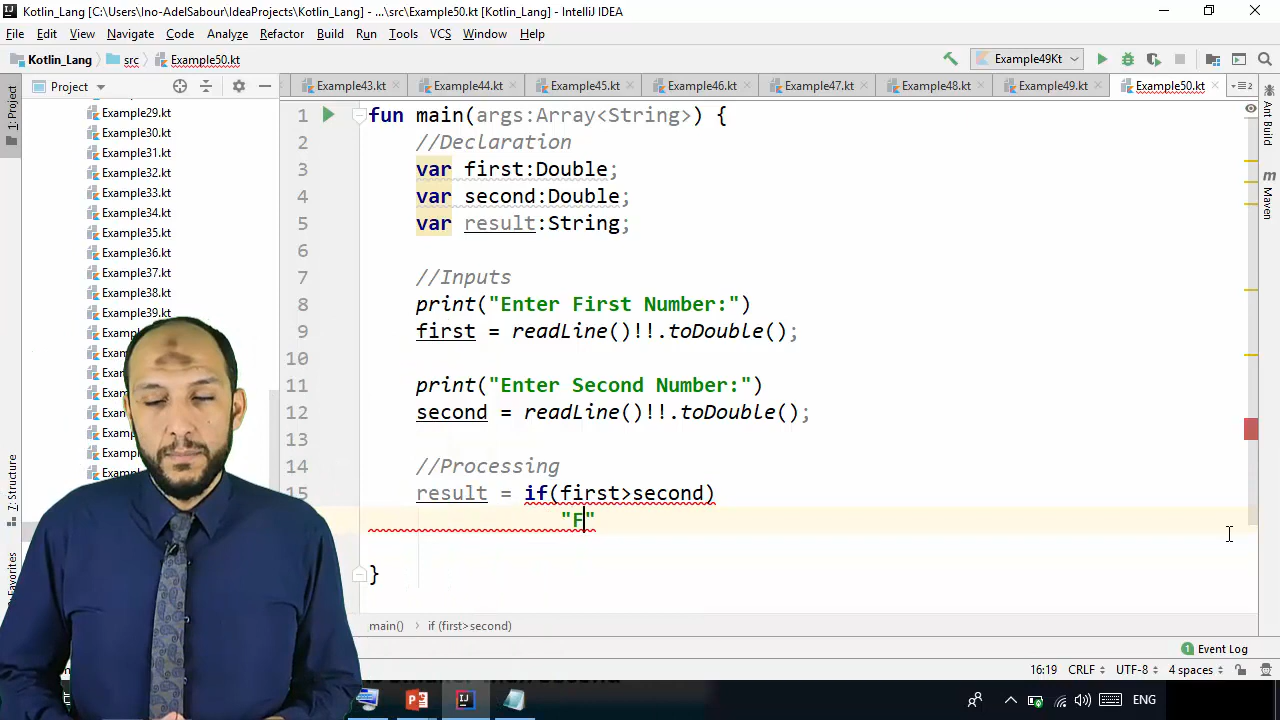 Kotlin_Lang [C:\Users\Ino-AdelSabour\IdeaProjects\Kotlin_Lang] - ...\src\Example50.kt [Kotlin_Lang] - IntelliJ IDEA
File Edit View Navigate Code Analyze Refactor Build Run Tools VCS Window Help
Kotlin_Lang src Example50.kt Example49Kt
Project Example43.kt Example44.kt Example45.kt Example46.kt Example47.kt Example48.kt Example49.kt Example50.kt
1: Project
7: Structure
Favorites
Ant Build
Maven
Example29.kt
Example30.kt
Example31.kt
Example32.kt
Example33.kt
Example34.kt
Example35.kt
Example36.kt
Example37.kt
Example38.kt
Example39.kt
1 fun main(args:Array<String>) {
2 //Declaration
3 var first:Double;
4 var second:Double;
5 var result:String;
6
7 //Inputs
8 print("Enter First Number:")
9 first = readLine()!!.toDouble();
10
11 print("Enter Second Number:")
12 second = readLine()!!.toDouble();
13
14 //Processing
15 result = if(first>second)
"F"
}
main() › if (first>second)
1 Event Log
16:19 CRLF UTF-8 4 spaces
ENG